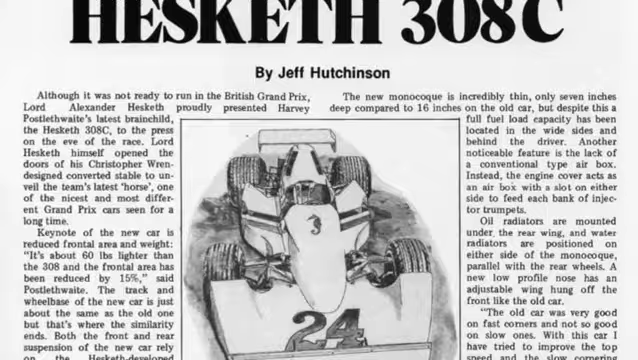 HESKETH 308C
By Jeff Hutchinson
Although it was not ready to run in the British Grand Prix,
Lord Alexander Hesketh proudly presented Harvey
Postlethwaite's latest brainchild,
the Hesketh 308C, to the press
on the eve of the race. Lord
Hesketh himself opened the
doors of his Christopher Wren-
designed converted stable to un-
veil the team's latest 'horse', one
of the nicest and most differ-
ent Grand Prix cars seen for a
long time.
Keynote of the new car is
reduced frontal area and weight:
"It's about 60 lbs lighter than
the 308 and the frontal area has
been reduced by 15%," said
Postlethwaite. The track and
wheelbase of the new car is just
about the same as the old one
but that's where the similarity
ends. Both the front and rear
suspension of the new car rely
on the Hesketh-developed
24
The new monocoque is incredibly thin, only seven inches
deep compared to 16 inches on the old car, but despite this a
full fuel load capacity has been
located in the wide sides and
behind the driver. Another
noticeable feature is the lack of
a conventional type air box.
Instead, the engine cover acts as
an air box with a slot on either
side to feed each bank of injec-
tor trumpets.
Oil radiators are mounted
under the rear wing, and water
radiators are positioned on
either side of the monocoque,
parallel with the rear wheels. A
new low profile nose has an
adjustable wing hung off the
front like the old car.
"The old car was very good
on fast corners and not so good
on slow ones. With this car I
have tried to improve the top
speed and the slow cornering